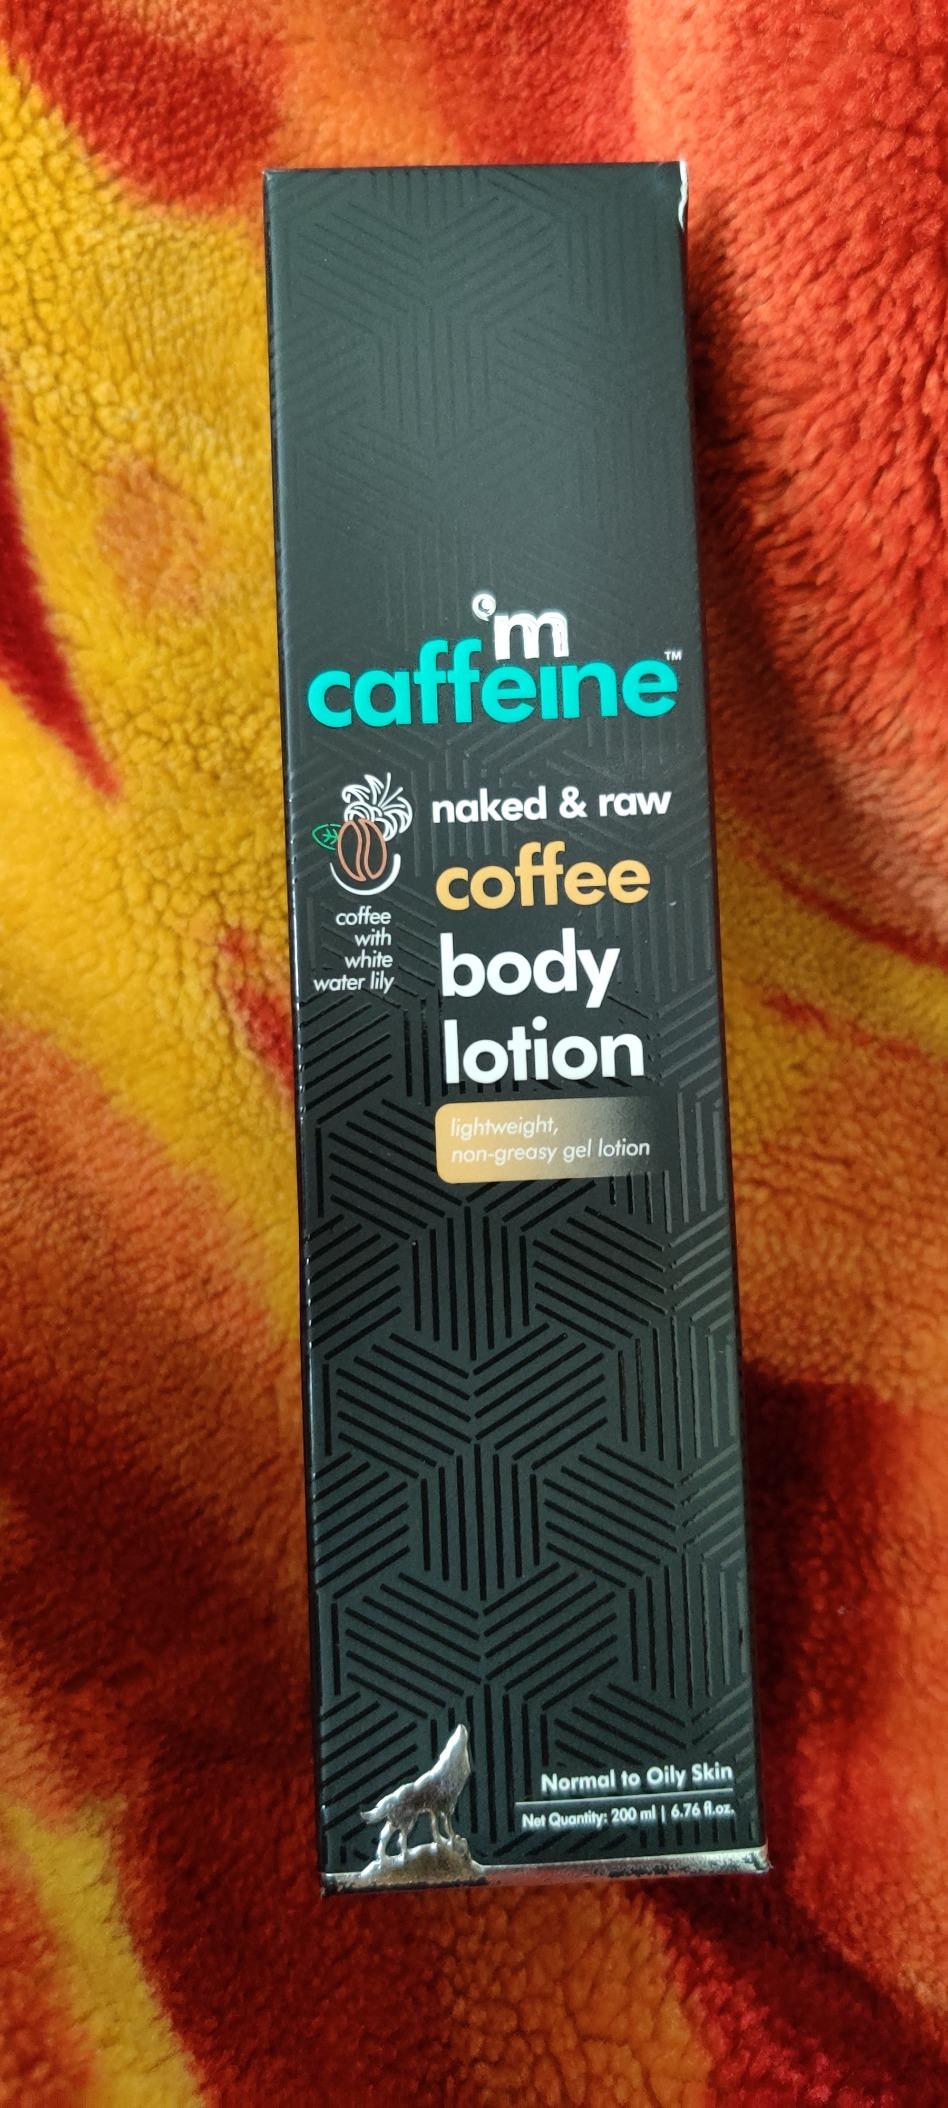 'm
caffeine™
naked & raw
coffee
body
lotion
coffee
with
white
water lily
lightweight,
non-greasy gel lotion
Normal to Oily Skin
Net Quantity: 200 ml | 6.76 fl.oz.